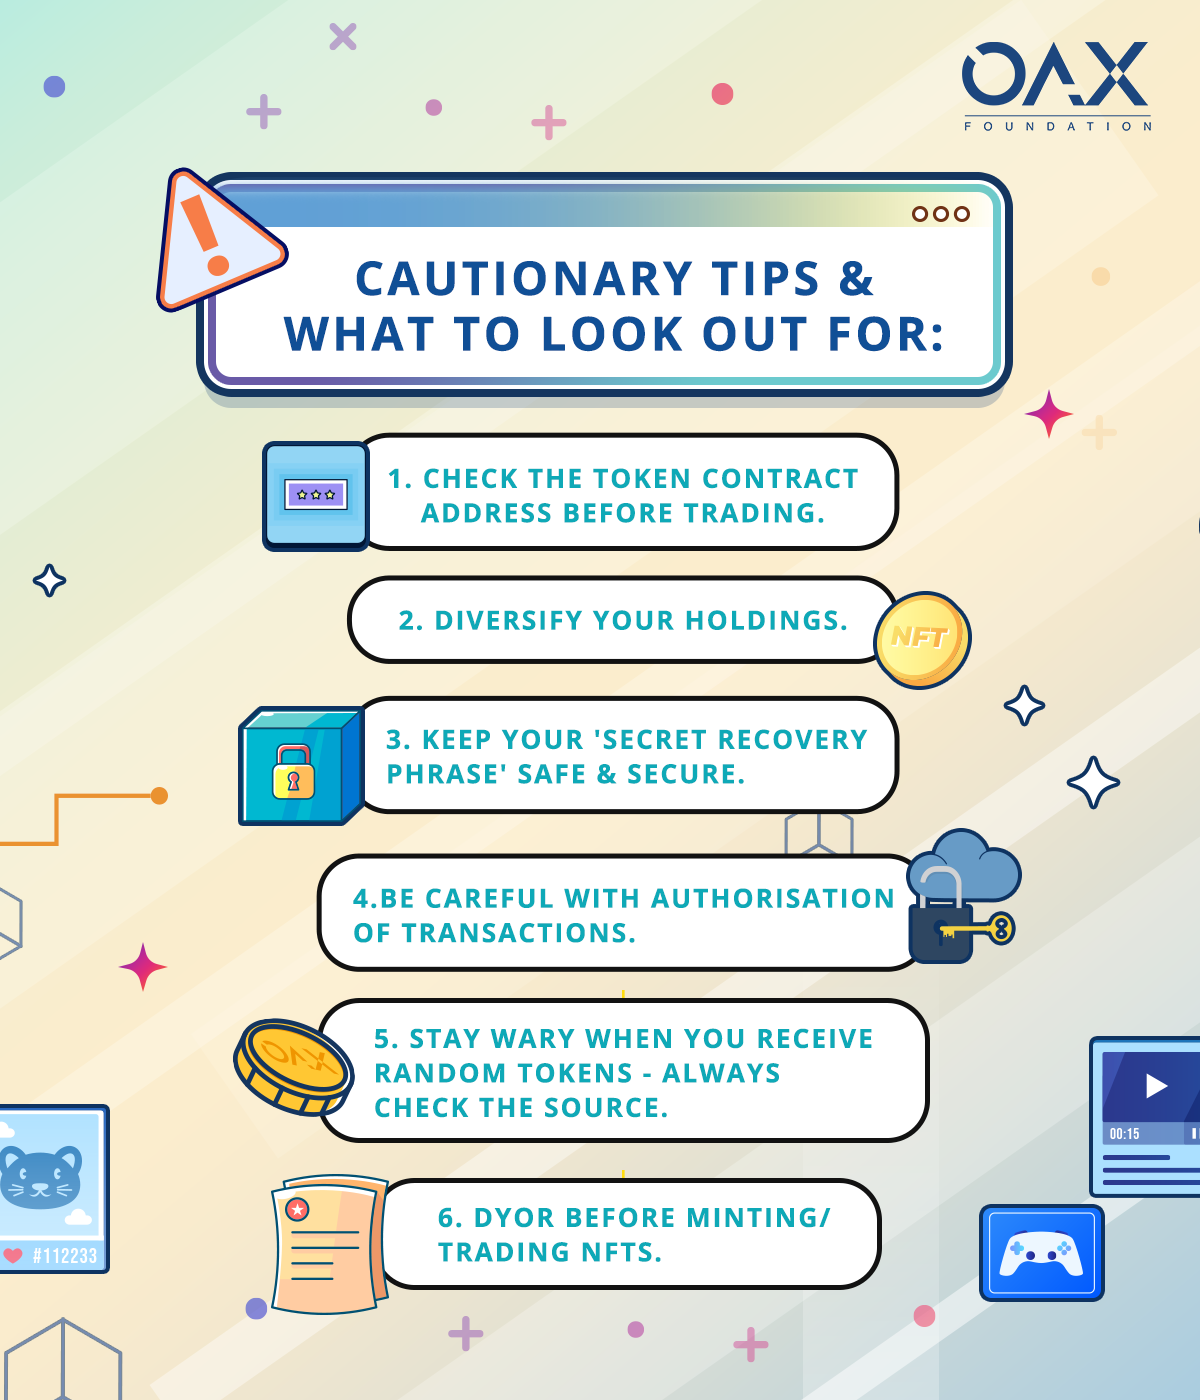 OAX
FOUNDATION
CAUTIONARY TIPS &
WHAT TO LOOK OUT FOR:
1. CHECK THE TOKEN CONTRACT
ADDRESS BEFORE TRADING.
2. DIVERSIFY YOUR HOLDINGS.
NFT
3. KEEP YOUR 'SECRET RECOVERY
PHRASE' SAFE & SECURE.
4.BE CAREFUL WITH AUTHORISATION
OF TRANSACTIONS.
5. STAY WARY WHEN YOU RECEIVE
RANDOM TOKENS - ALWAYS
CHECK THE SOURCE.
OAX
00:15
#112233
6. DYOR BEFORE MINTING/
TRADING NFTS.